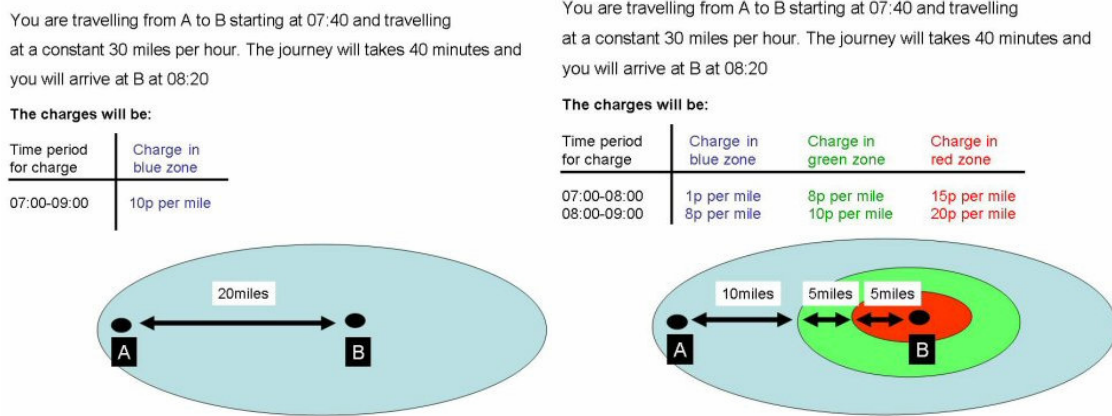 You are travelling from A to B starting at 07:40 and travelling
at a constant 30 miles per hour. The journey will takes 40 minutes and
you will arrive at B at 08:20
The charges will be:
Time period for charge
Charge in blue zone
07:00-09:00
10p per mile
20miles
A
B
You are travelling from A to B starting at 07:40 and travelling
at a constant 30 miles per hour. The journey will takes 40 minutes and
you will arrive at B at 08:20
The charges will be:
Time period for charge
Charge in blue zone
Charge in green zone
Charge in red zone
07:00-08:00 1p per mile 8p per mile 15p per mile
08:00-09:00 8p per mile 10p per mile 20p per mile
10miles 5miles 5miles
A
B